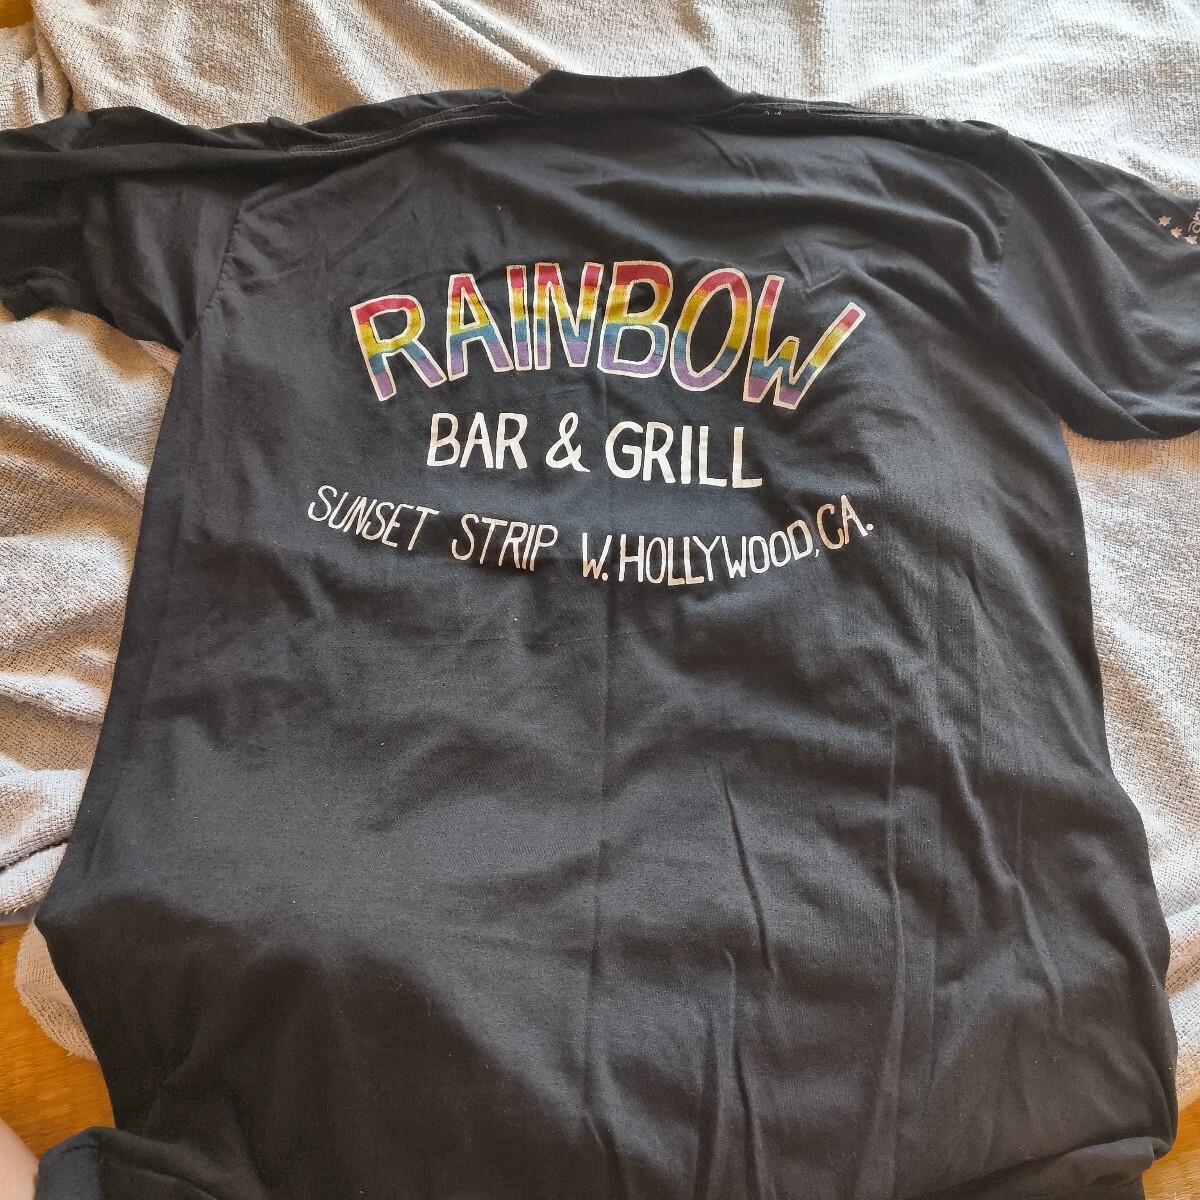 RAINBOW
BAR & GRILL
SUNSET STRIP W. HOLLYWOOD, CA.